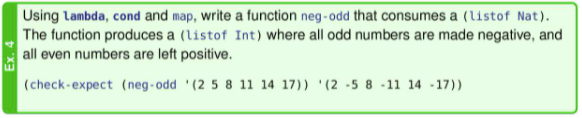 Ex. 4
Using lambda, cond and map, write a function neg-odd that consumes a (listof Nat).
The function produces a (listof Int) where all odd numbers are made negative, and
all even numbers are left positive.
(check-expect (neg-odd '(2 5 8 11 14 17)) '(2 -5 8 -11 14 -17))